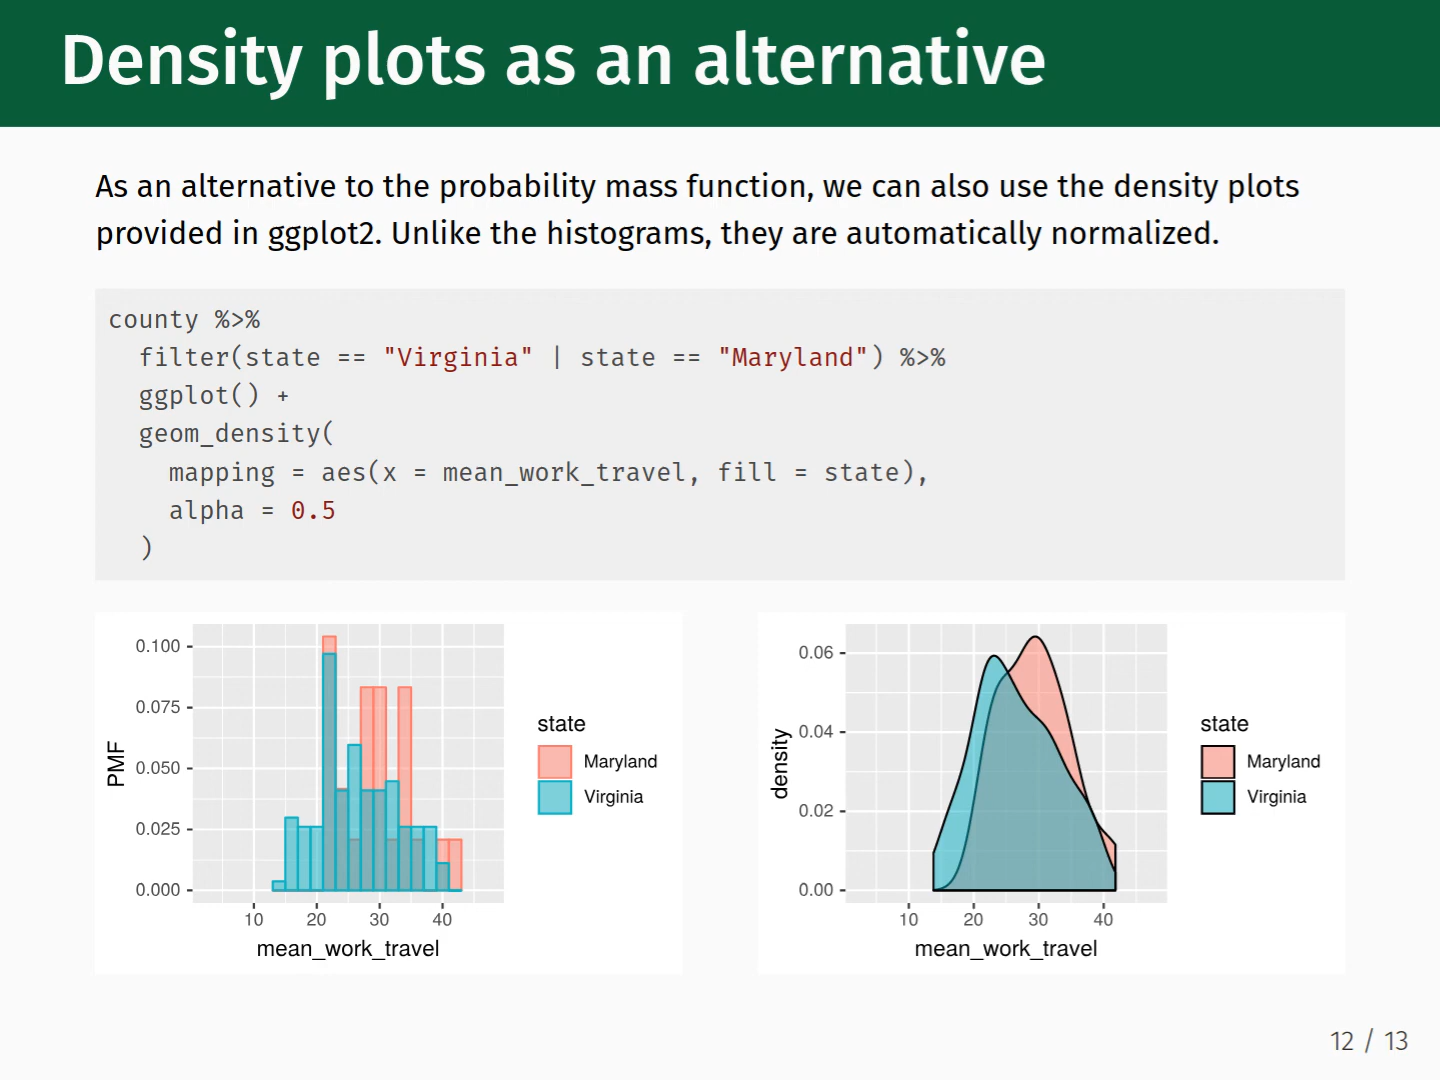 Density plots as an alternative
As an alternative to the probability mass function, we can also use the density plots
provided in ggplot2. Unlike the histograms, they are automatically normalized.
county %>%
  filter(state == "Virginia" | state == "Maryland") %>%
  ggplot() +
  geom_density(
    mapping = aes(x = mean_work_travel, fill = state),
    alpha = 0.5
  )
0.100
0.075
0.050
0.025
0.000
PMF
10 20 30 40
mean_work_travel
state
Maryland
Virginia
0.06
0.04
0.02
0.00
density
10 20 30 40
mean_work_travel
state
Maryland
Virginia
12 / 13